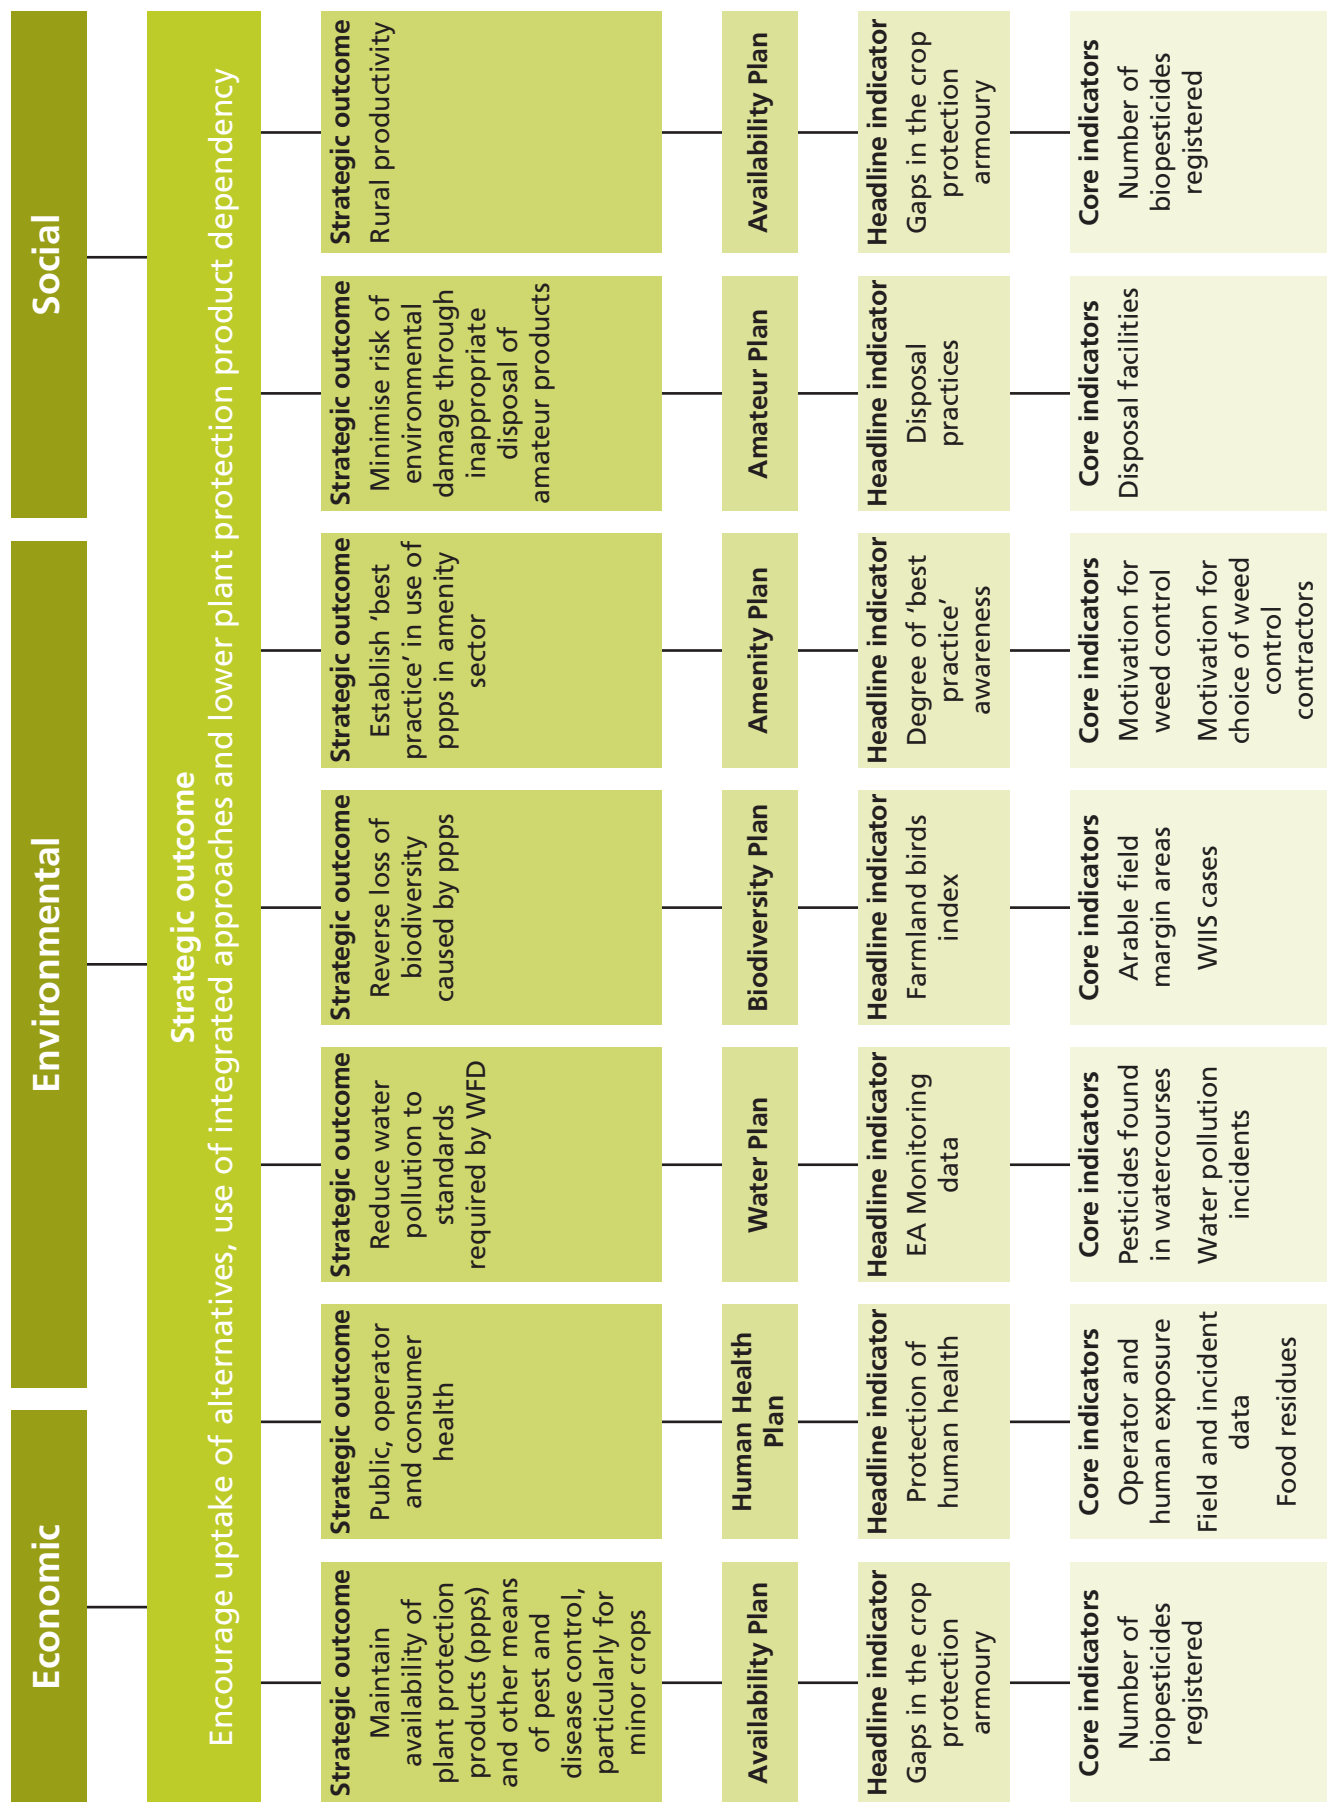 Economic
Environmental
Social
Strategic outcome
Encourage uptake of alternatives, use of integrated approaches and lower plant protection product dependency
Strategic outcome
Maintain
availability of
plant protection
products (ppps)
and other means
of pest and
disease control,
particularly for
minor crops
Strategic outcome
Public, operator
and consumer
health
Strategic outcome
Reduce water
pollution to
standards
required by WFD
Strategic outcome
Reverse loss of
biodiversity
caused by ppps
Strategic outcome
Establish ‘best
practice’ in use of
ppps in amenity
sector
Strategic outcome
Minimise risk of
environmental
damage through
inappropriate
disposal of
amateur products
Strategic outcome
Rural productivity
Availability Plan
Human Health
Plan
Water Plan
Biodiversity Plan
Amenity Plan
Amateur Plan
Availability Plan
Headline indicator
Gaps in the crop
protection
armoury
Headline indicator
Protection of
human health
Headline indicator
EA Monitoring
data
Headline indicator
Farmland birds
index
Headline indicator
Degree of ‘best
practice’
awareness
Headline indicator
Disposal
practices
Headline indicator
Gaps in the crop
protection
armoury
Core indicators
Number of
biopesticides
registered
Core indicators
Operator and
human exposure
Field and incident
data
Food residues
Core indicators
Pesticides found
in watercourses
Water pollution
incidents
Core indicators
Arable field
margin areas
WIIS cases
Core indicators
Motivation for
weed control
Motivation for
choice of weed
control
contractors
Core indicators
Disposal facilities
Core indicators
Number of
biopesticides
registered